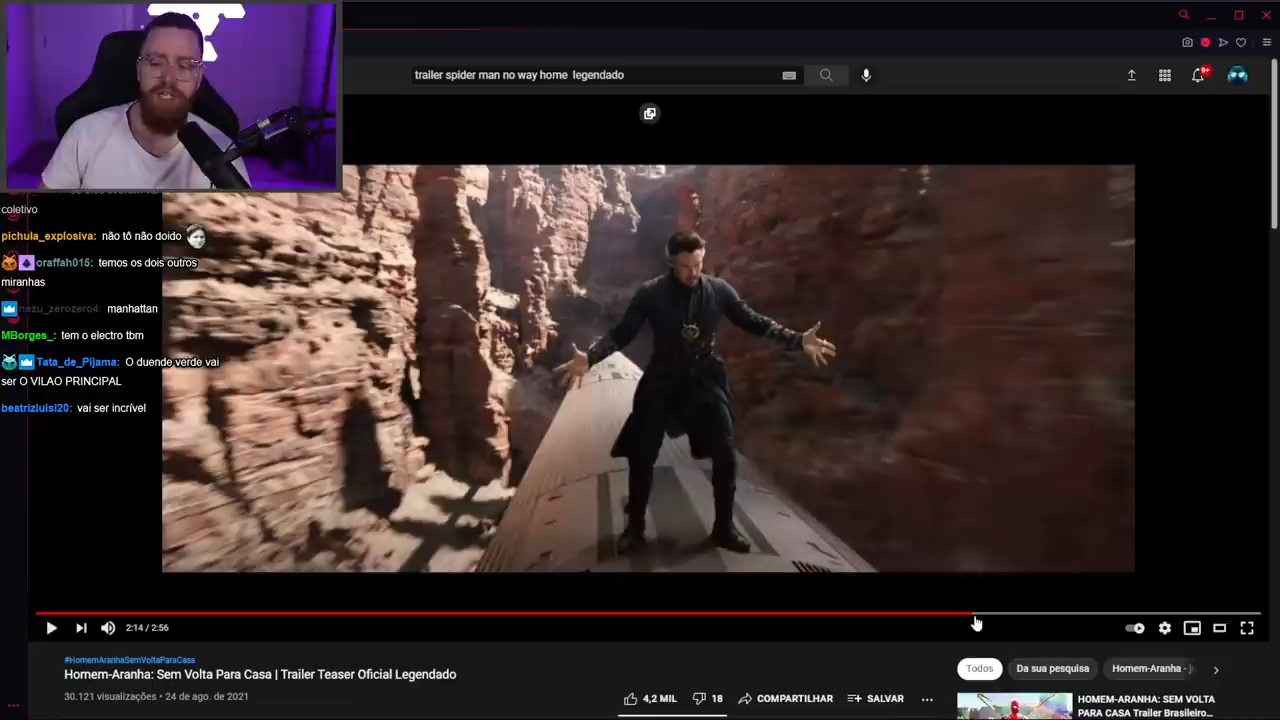 trailer spider man no way home legendado
9+
coletivo
pichula_explosiva: não tô não doido
oraffah015: temos os dois outros
miranhas
nezu_zerozero4: manhattan
MBorges_: tem o electro tbm
Tata_de_Pijama: O duende verde vai
ser O VILAO PRINCIPAL
beatrizluisi20: vai ser incrível
2:14 / 2:56
#HomemAranhaSemVoltaParaCasa
Homem-Aranha: Sem Volta Para Casa | Trailer Teaser Oficial Legendado
30.121 visualizações • 24 de ago. de 2021
4,2 MIL
18
COMPARTILHAR
SALVAR
Todos
Da sua pesquisa
Homem-Aranha -
HOMEM-ARANHA: SEM VOLTA
PARA CASA Trailer Brasileiro...